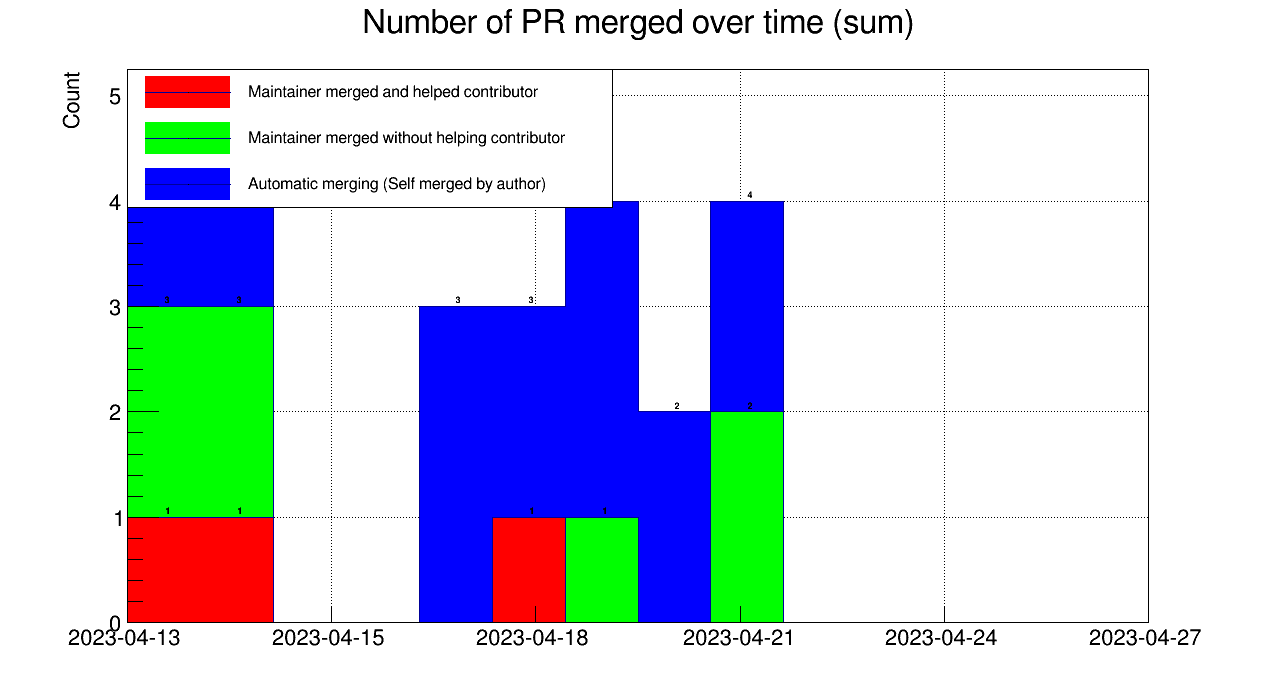 Number of PR merged over time (sum)
Count
Maintainer merged and helped contributor
Maintainer merged without helping contributor
Automatic merging (Self merged by author)
5
4
3
2
1
0
4
3 3 3 3
2 2
1 1 1 1
2023-04-13 2023-04-15 2023-04-18 2023-04-21 2023-04-24 2023-04-27